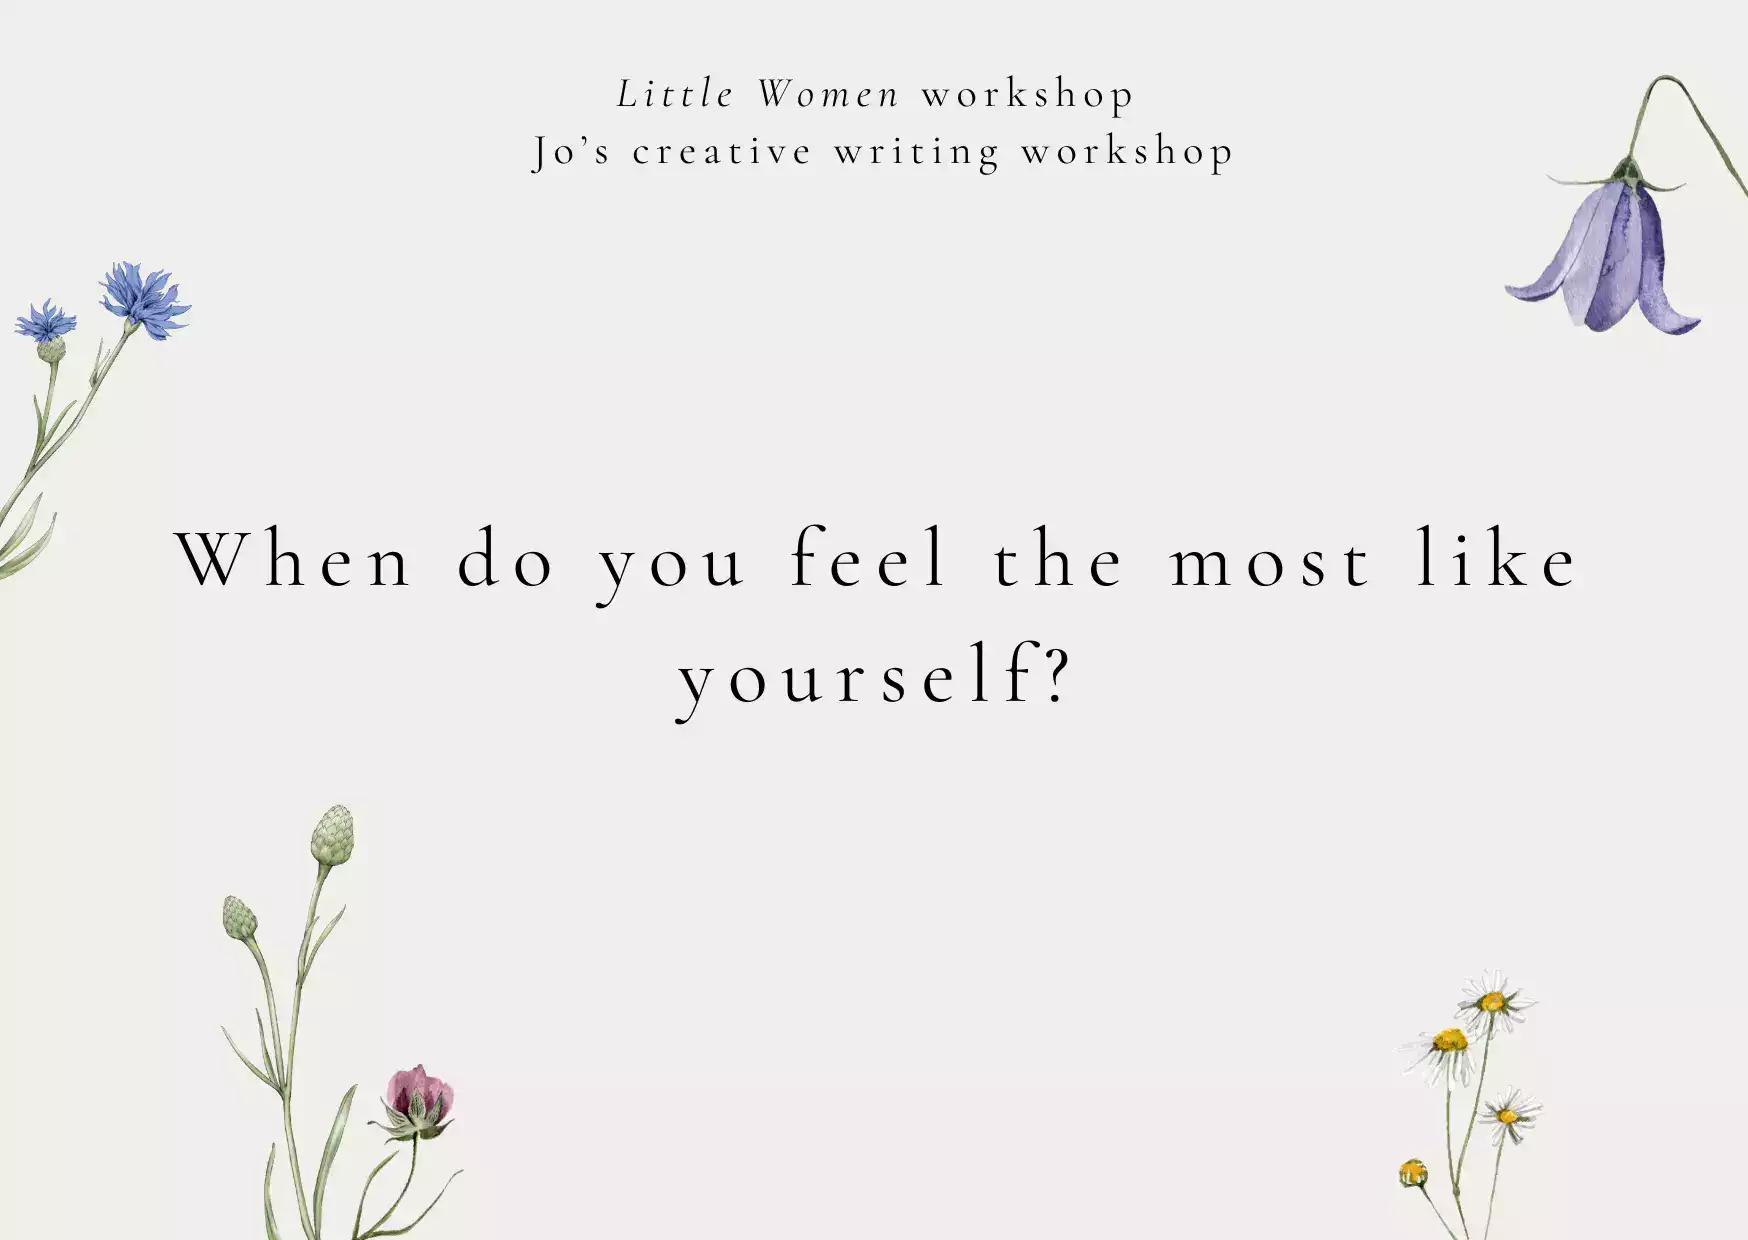 Little Women workshop
Jo’s creative writing workshop
When do you feel the most like
yourself?